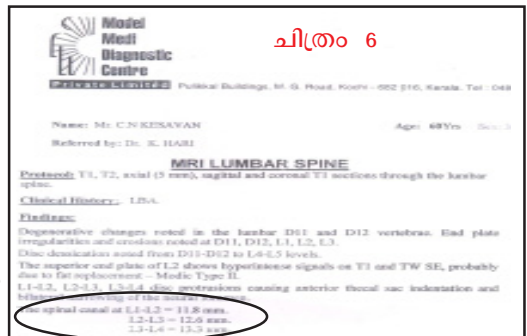 Model
Medi
Diagnostic
Centre
Private Limited Pulikkal Buildings, M. G. Road, Kochi - 682 016, Kerala. Tel :
ചിത്രം 6
Name: Mr. C.N KESAVAN Age: 60Yrs
Referred by: Dr. K. HARI
MRI LUMBAR SPINE
Protocol: T1, T2, axial (5 mm), sagittal and coronal T1 sections through the lumbar
spine.
Clinical History: LBA.
Findings:
Degenerative changes noted in the lumbar D11 and D12 vertebrae. End plate
irregularities and erosions noted at D11, D12, L1, L2, L3.
Disc desiccation noted from D11-D12 to L4-L5 levels.
The superior end plate of L2 shows hyperintense signals on T1 and TW SE, probably
due to fat replacement – Modic Type II.
L1-L2, L2-L3, L3-L4 disc protrusions causing anterior thecal sac indentation and
bilateral narrowing of the neural
The spinal canal at L1-L2 = 11.8 mm.
L2-L3 = 12.6 mm.
L3-L4 = 13.3 mm.